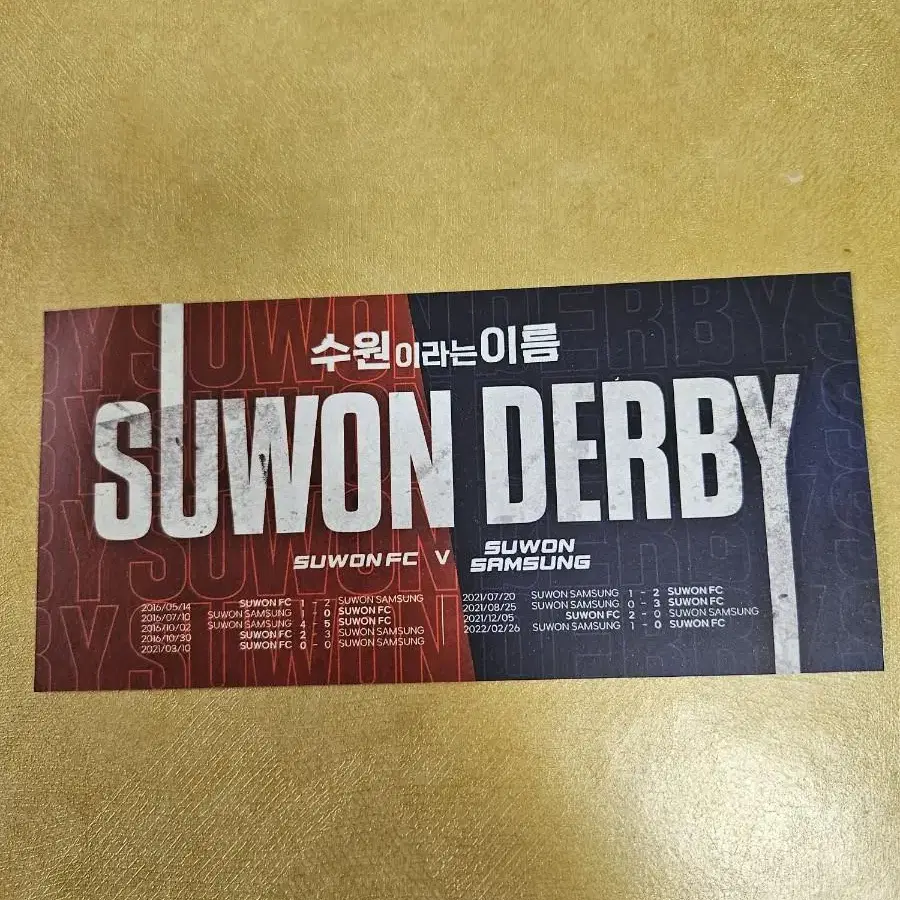 수원이라는이름
SUWON DERBY
SUWON FC V SUWON SAMSUNG
2016/05/14 SUWON FC 1 - 2 SUWON SAMSUNG
2016/07/10 SUWON SAMSUNG 1 - 0 SUWON FC
2016/10/02 SUWON SAMSUNG 4 - 5 SUWON FC
2016/10/30 SUWON FC 2 - 3 SUWON SAMSUNG
2021/03/10 SUWON FC 0 - 0 SUWON SAMSUNG
2021/07/20 SUWON SAMSUNG 1 - 2 SUWON FC
2021/08/25 SUWON SAMSUNG 0 - 3 SUWON FC
2021/12/05 SUWON FC 2 - 0 SUWON SAMSUNG
2022/02/26 SUWON SAMSUNG 1 - 0 SUWON FC